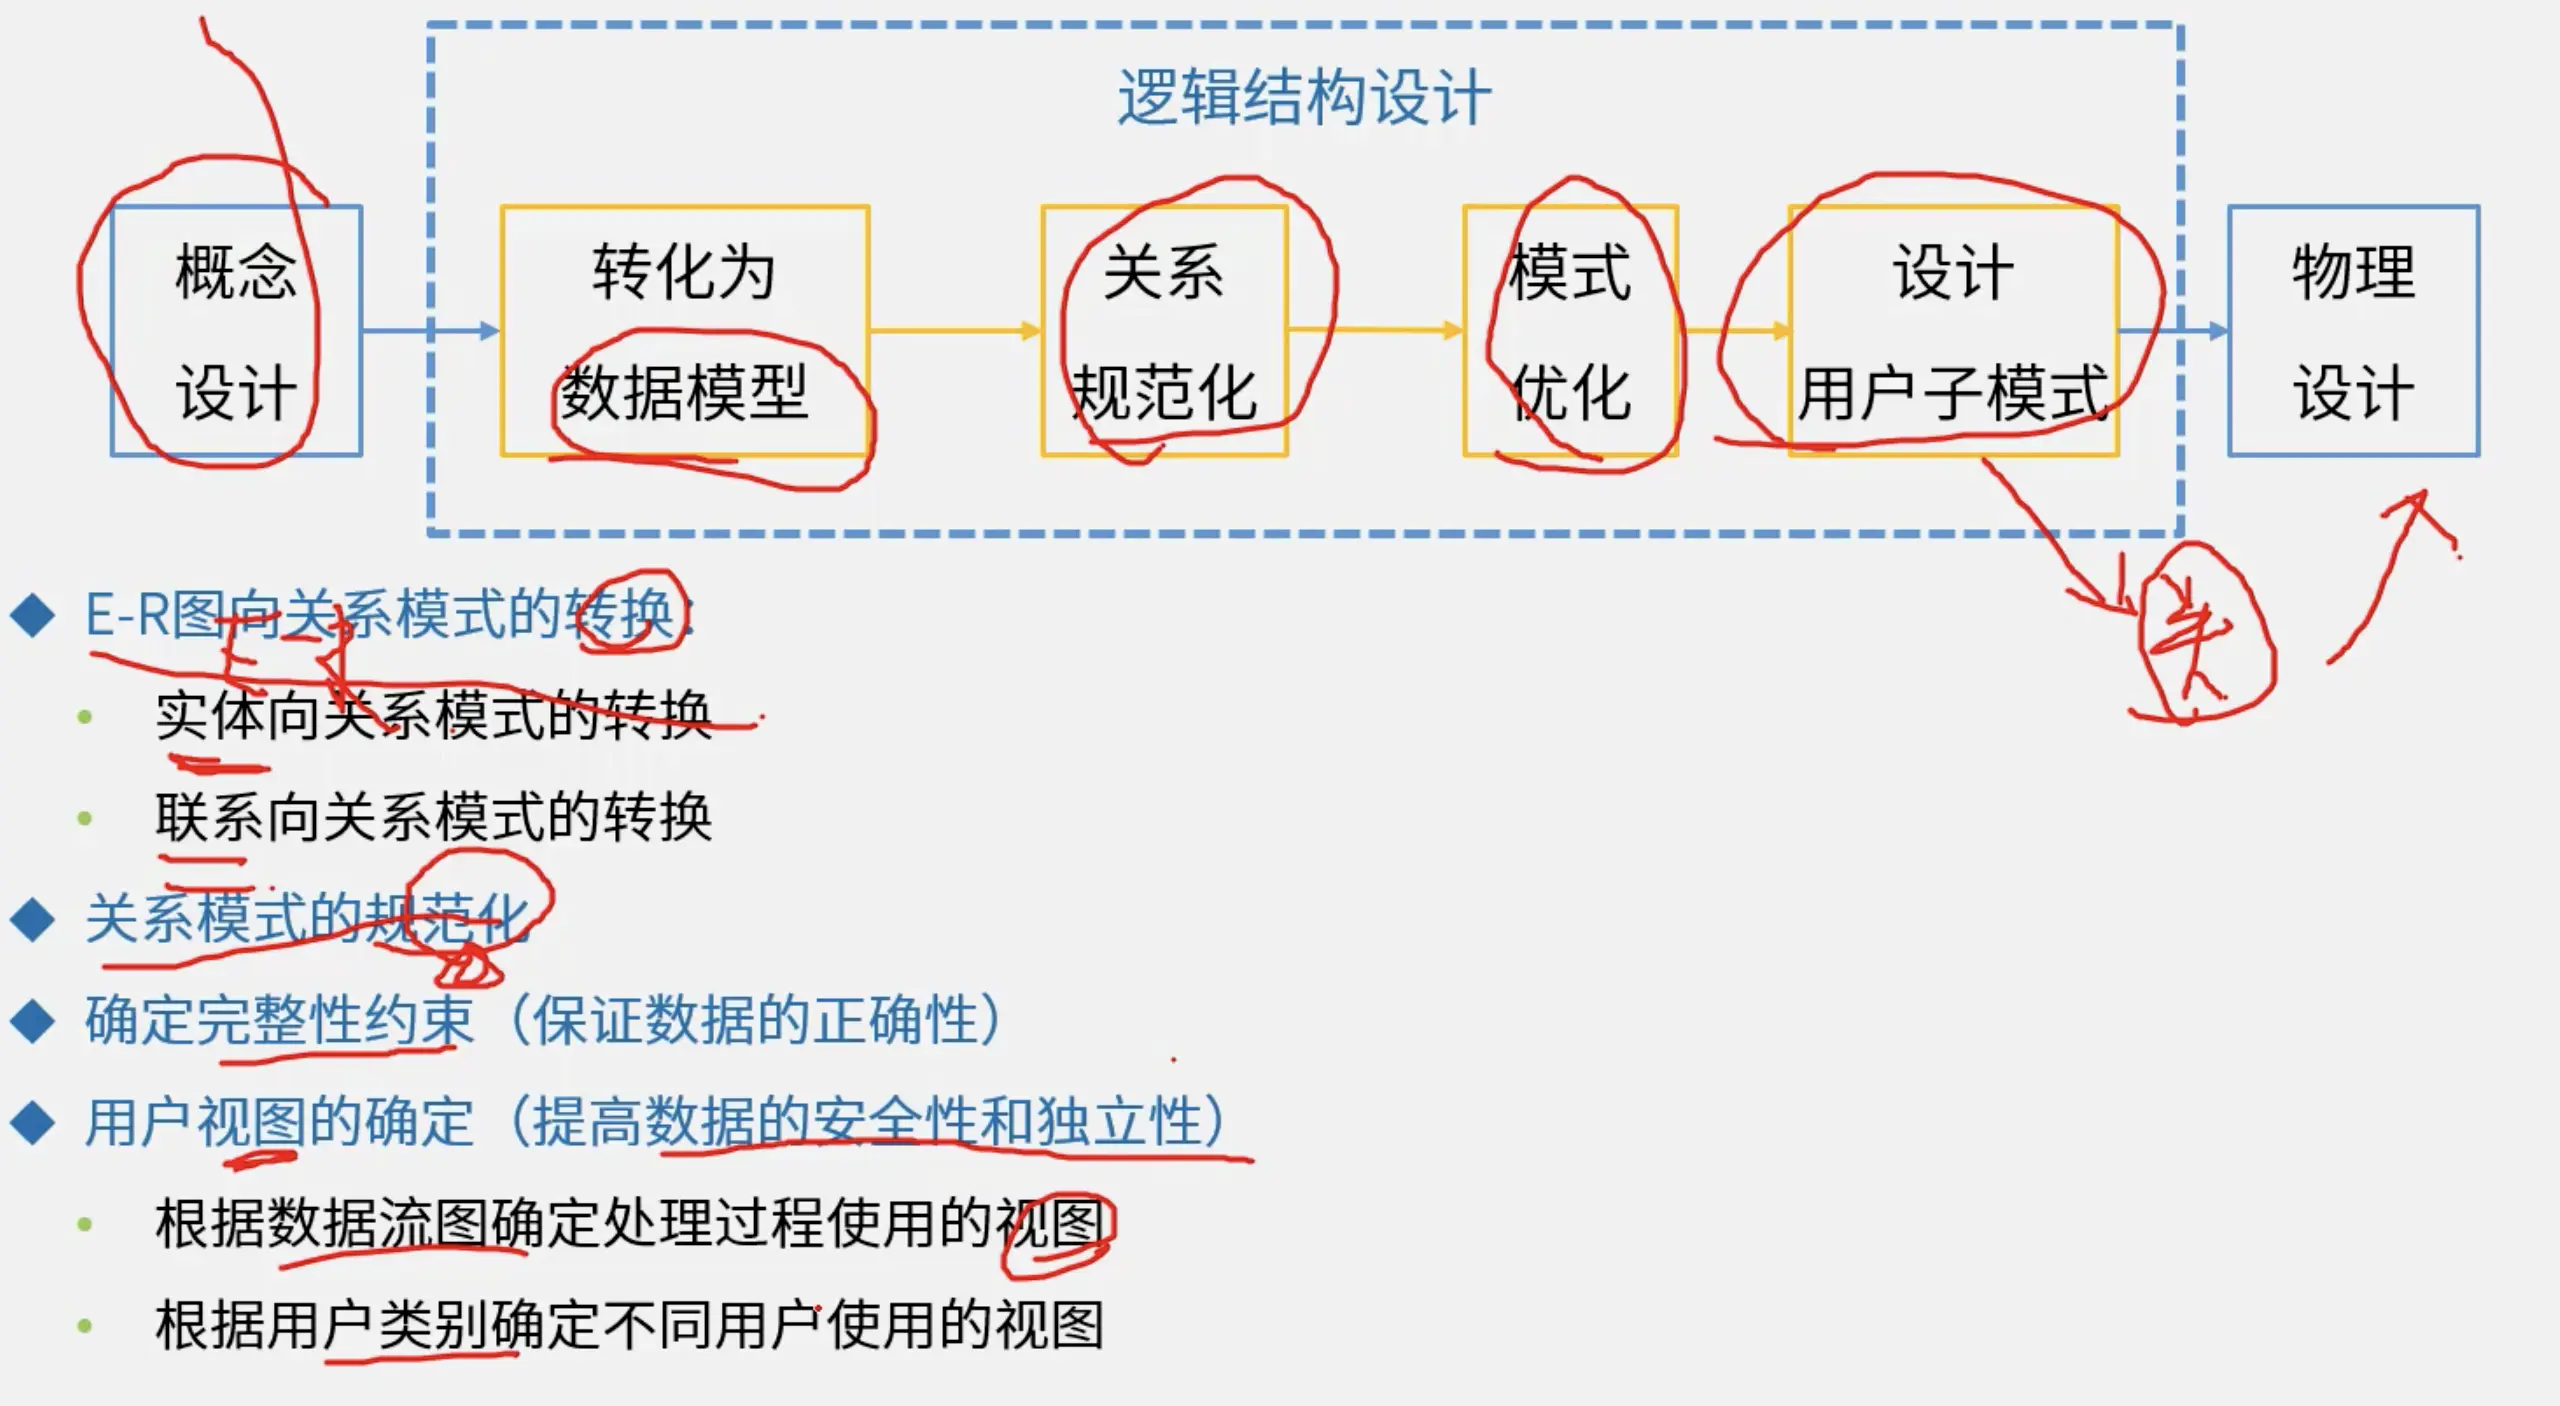 逻辑结构设计
概念
设计
转化为
数据模型
关系
规范化
模式
优化
设计
用户子模式
物理
设计
E-R图向关系模式的转换：
实体向关系模式的转换
联系向关系模式的转换
关系模式的规范化
确定完整性约束（保证数据的正确性）
用户视图的确定（提高数据的安全性和独立性）
根据数据流图确定处理过程使用的视图
根据用户类别确定不同用户使用的视图